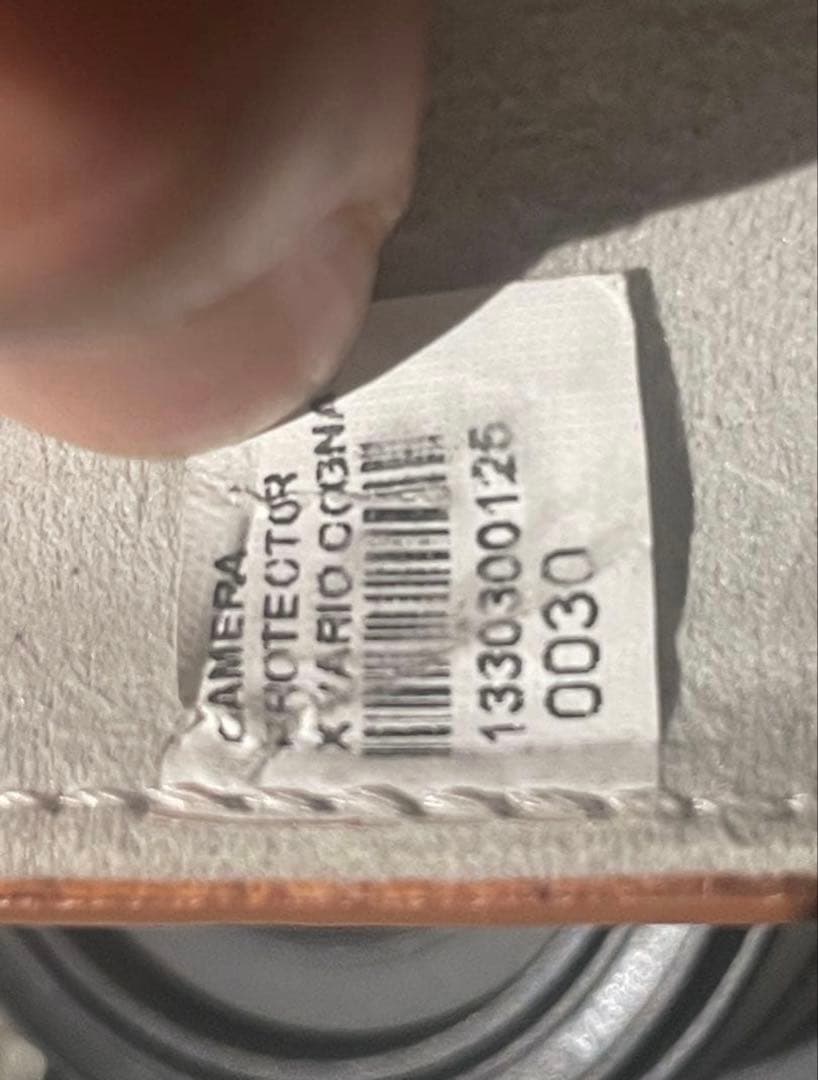 CAMERA
PROTECTOR
X VARIO COGNA
1330300125
0030